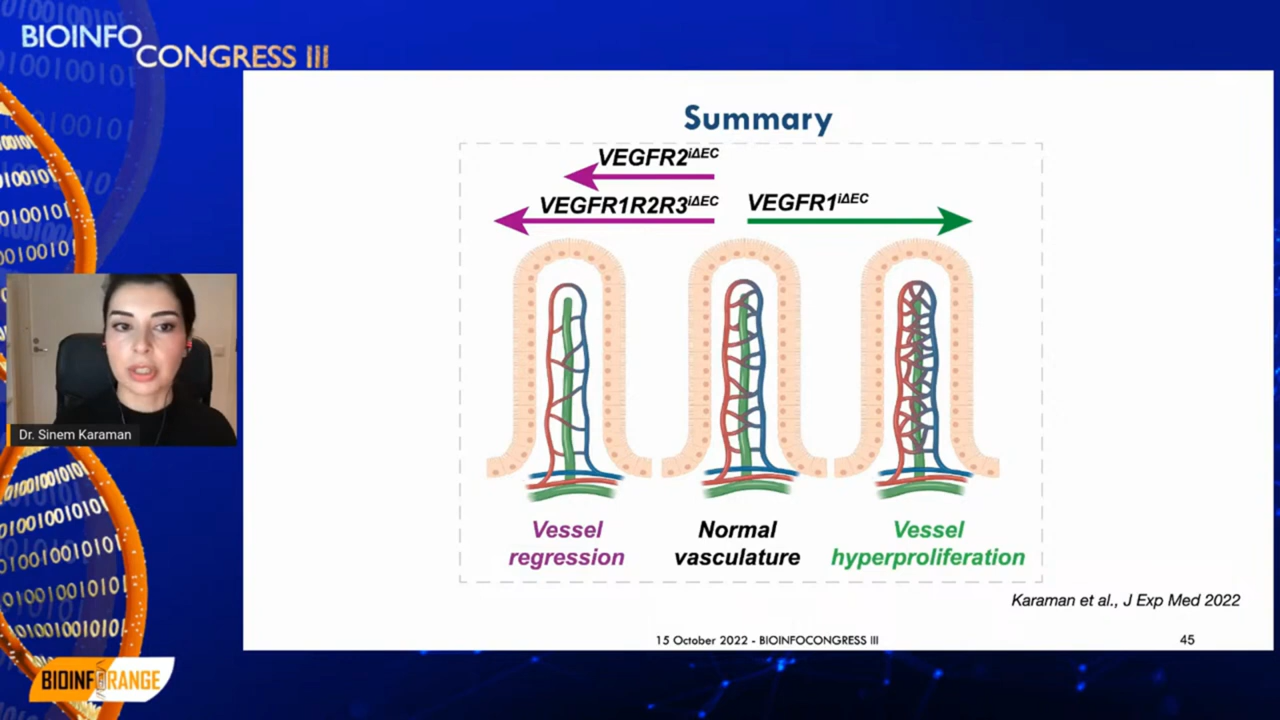 BIOINFO
CONGRESS III
Summary
VEGFR2iΔEC
VEGFR1R2R3iΔEC
VEGFR1iΔEC
Vessel
regression
Normal
vasculature
Vessel
hyperproliferation
Karaman et al., J Exp Med 2022
15 October 2022 - BIOINFOCONGRESS III
45
Dr. Sinem Karaman
BIOINFORANGE